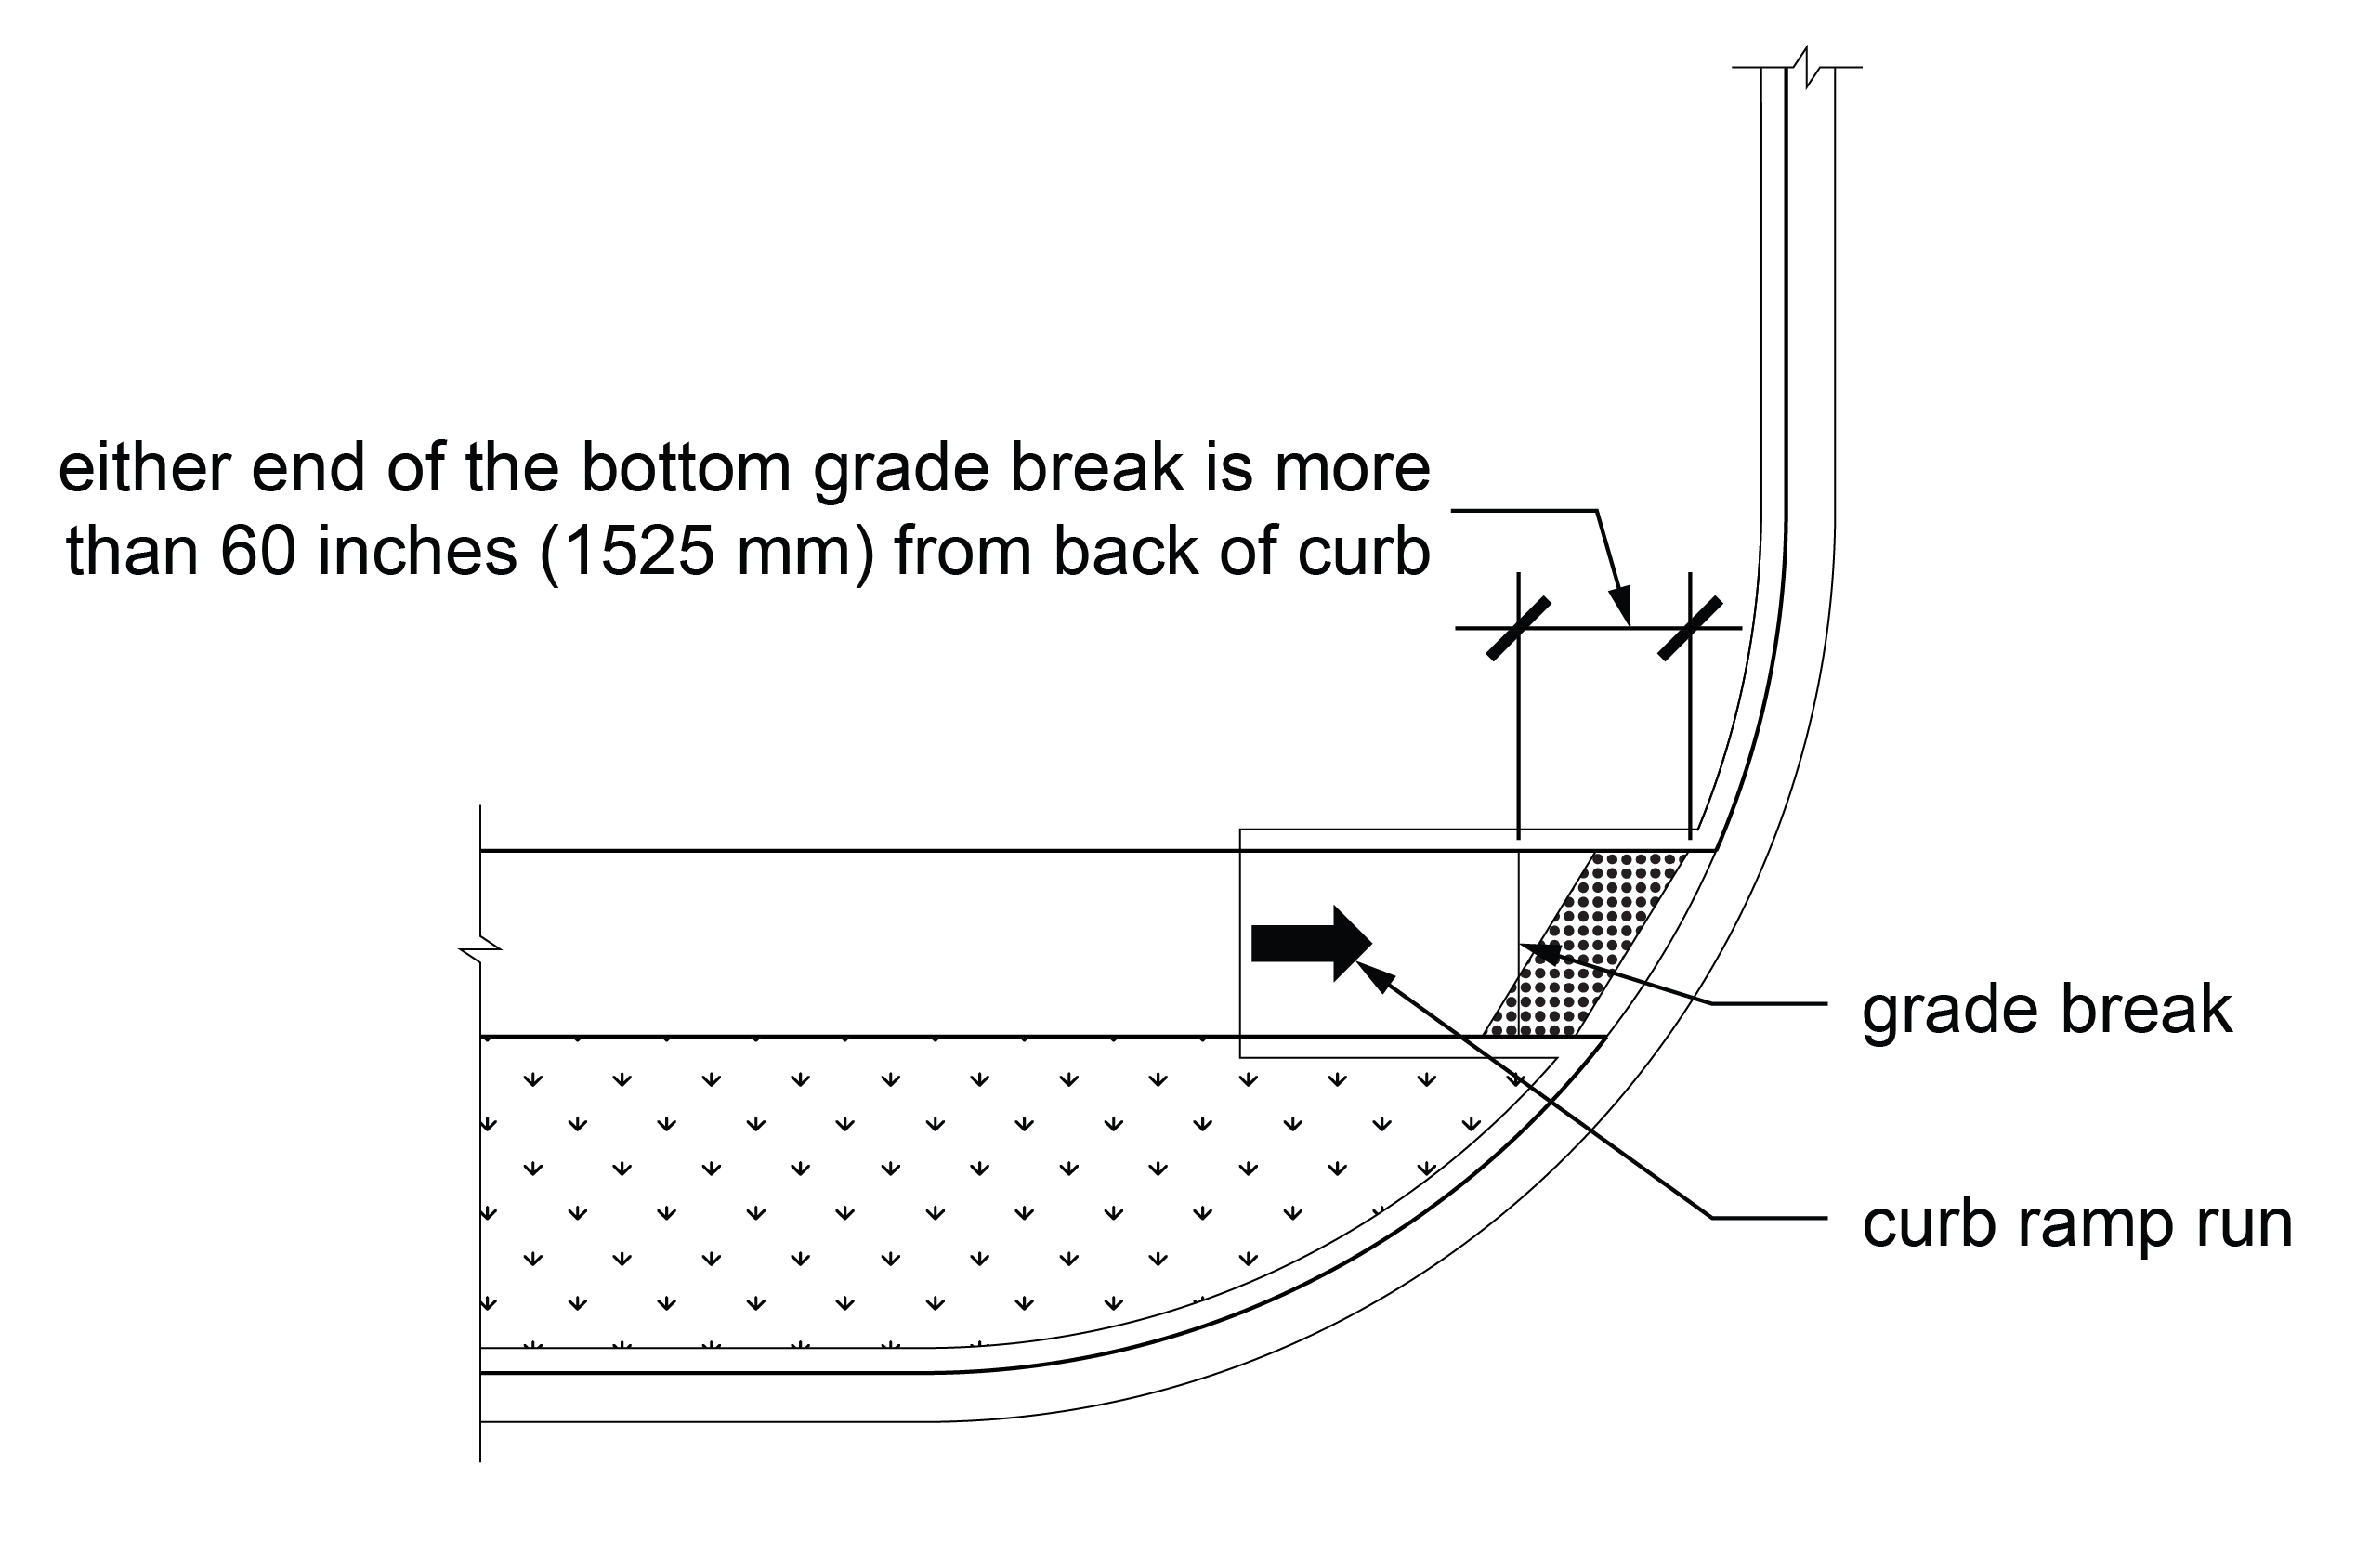 either end of the bottom grade break is more
than 60 inches (1525 mm) from back of curb
grade break
curb ramp run